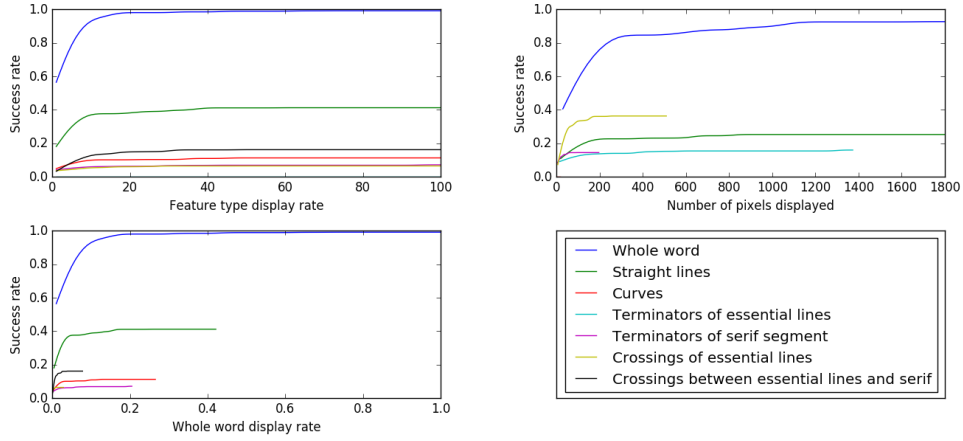 1.0
0.8
0.6
0.4
0.2
0.0
Success rate
0 20 40 60 80 100
Feature type display rate
1.0
0.8
0.6
0.4
0.2
0.0
Success rate
0 200 400 600 800 1000 1200 1400 1600 1800
Number of pixels displayed
1.0
0.8
0.6
0.4
0.2
0.0
Success rate
0.0 0.2 0.4 0.6 0.8 1.0
Whole word display rate
Whole word
Straight lines
Curves
Terminators of essential lines
Terminators of serif segment
Crossings of essential lines
Crossings between essential lines and serif